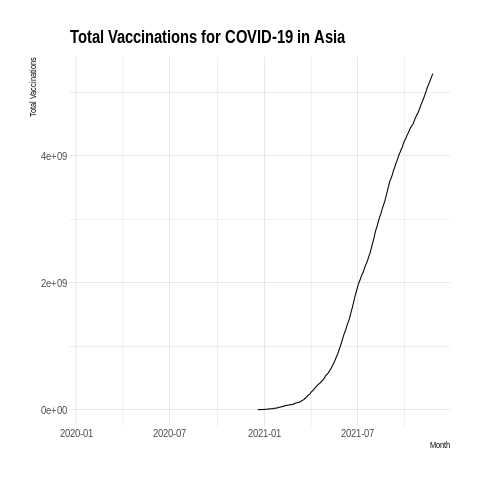 Total Vaccinations for COVID-19 in Asia
Total Vaccinations
4e+09
2e+09
0e+00
2020-01 2020-07 2021-01 2021-07
Month